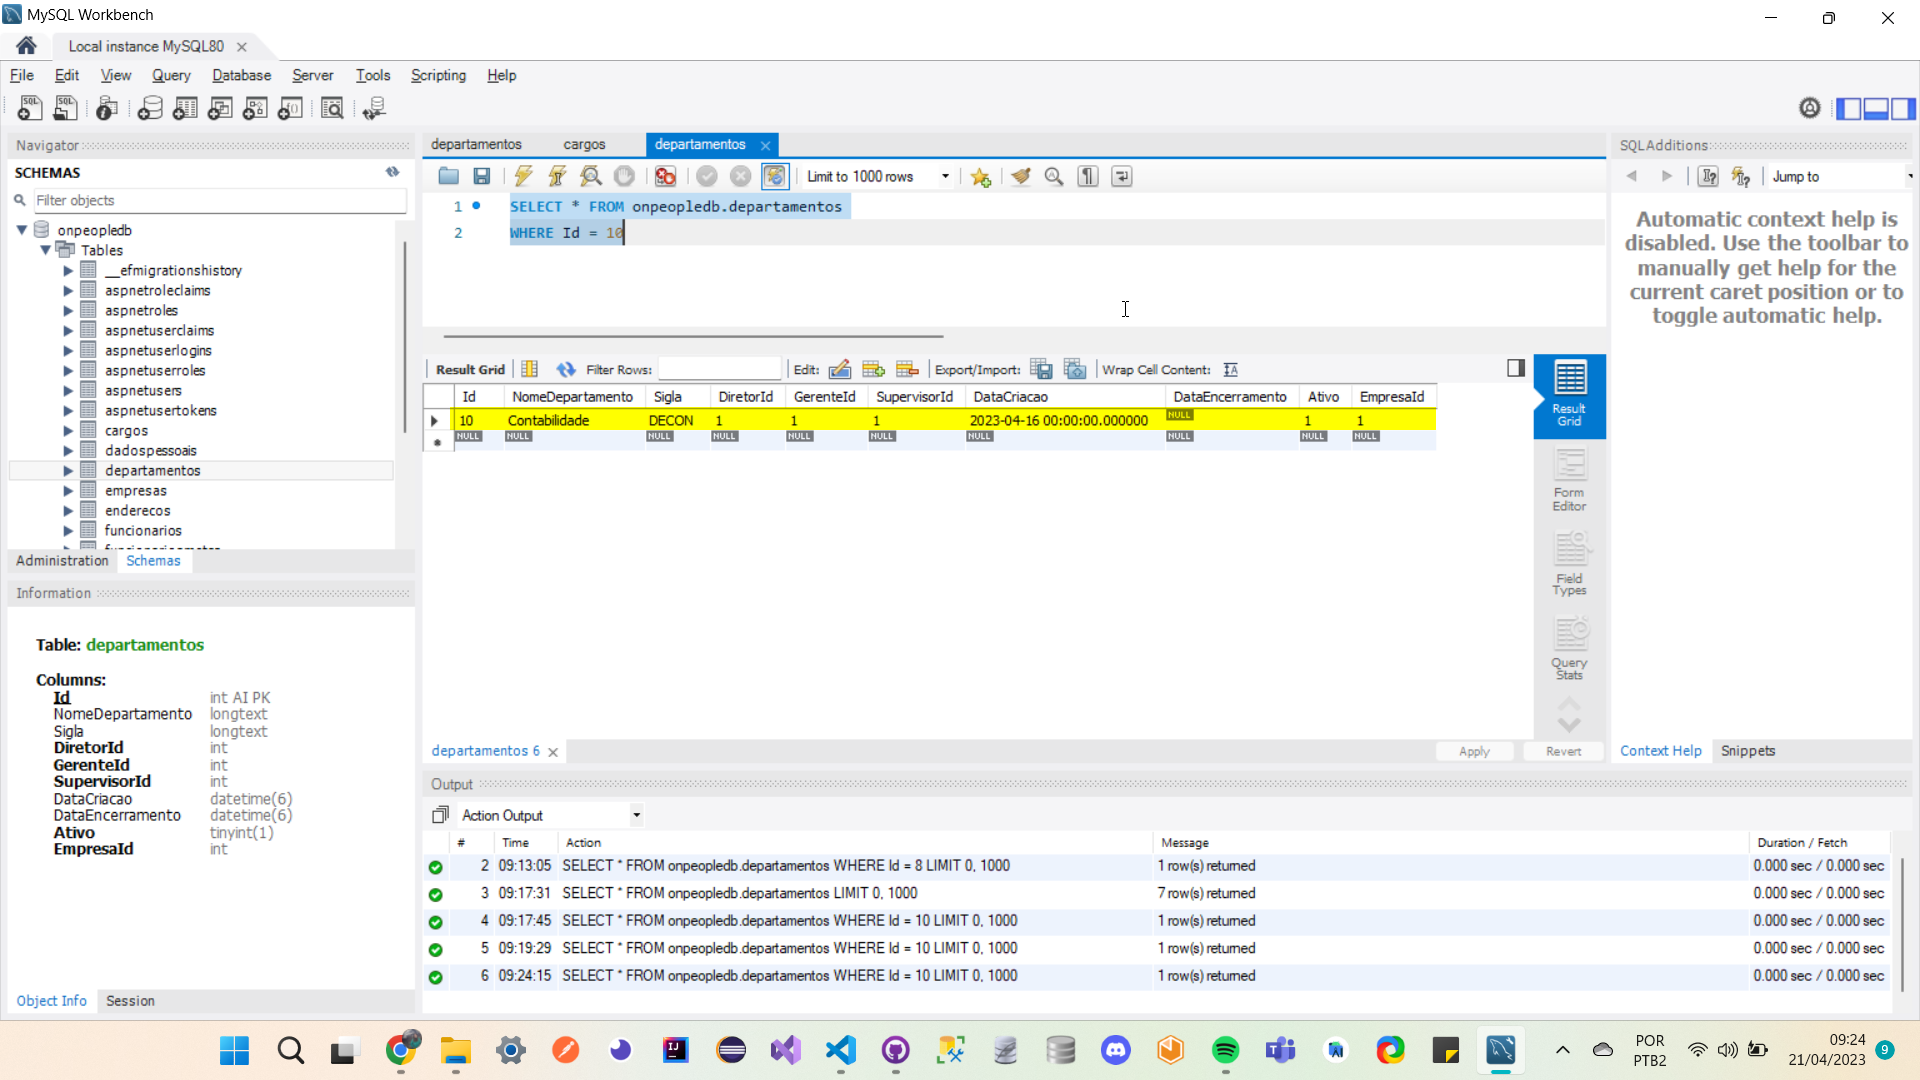 MySQL Workbench
Local instance MySQL80
File Edit View Query Database Server Tools Scripting Help
Navigator
SCHEMAS
Filter objects
onpeopledb
Tables
__efmigrationshistory
aspnetroleclaims
aspnetroles
aspnetuserclaims
aspnetuserlogins
aspnetuserroles
aspnetusers
aspnetusertokens
cargos
dadospessoais
departamentos
empresas
enderecos
funcionarios
Administration Schemas
Information
Table: departamentos
Columns:
Id int AI PK
NomeDepartamento longtext
Sigla longtext
DiretorId int
GerenteId int
SupervisorId int
DataCriacao datetime(6)
DataEncerramento datetime(6)
Ativo tinyint(1)
EmpresaId int
Object Info Session
departamentos cargos departamentos
Limit to 1000 rows
1 SELECT * FROM onpeopledb.departamentos
2 WHERE Id = 10
Result Grid Filter Rows: Edit: Export/Import: Wrap Cell Content:
Id NomeDepartamento Sigla DiretorId GerenteId SupervisorId DataCriacao DataEncerramento Ativo EmpresaId
10 Contabilidade DECON 1 1 1 2023-04-16 00:00:00.000000 NULL 1 1
NULL NULL NULL NULL NULL NULL NULL NULL NULL NULL
Result
Grid
Form
Editor
Field
Types
Query
Stats
departamentos 6 Apply Revert
SQLAdditions
Jump to
Automatic context help is
disabled. Use the toolbar to
manually get help for the
current caret position or to
toggle automatic help.
Context Help Snippets
Output
Action Output
# Time Action Message Duration / Fetch
2 09:13:05 SELECT * FROM onpeopledb.departamentos WHERE Id = 8 LIMIT 0, 1000 1 row(s) returned 0.000 sec / 0.000 sec
3 09:17:31 SELECT * FROM onpeopledb.departamentos LIMIT 0, 1000 7 row(s) returned 0.000 sec / 0.000 sec
4 09:17:45 SELECT * FROM onpeopledb.departamentos WHERE Id = 10 LIMIT 0, 1000 1 row(s) returned 0.000 sec / 0.000 sec
5 09:19:29 SELECT * FROM onpeopledb.departamentos WHERE Id = 10 LIMIT 0, 1000 1 row(s) returned 0.000 sec / 0.000 sec
6 09:24:15 SELECT * FROM onpeopledb.departamentos WHERE Id = 10 LIMIT 0, 1000 1 row(s) returned 0.000 sec / 0.000 sec
POR
PTB2
09:24
21/04/2023
9